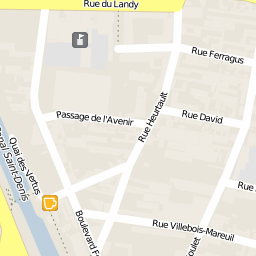 Rue du Landy
Rue Ferragus
Passage de l'Avenir
Rue David
Rue Heurtault
Quai des Vertus
Canal Saint-Denis
Rue Villebois-Mareuil
Boulevard